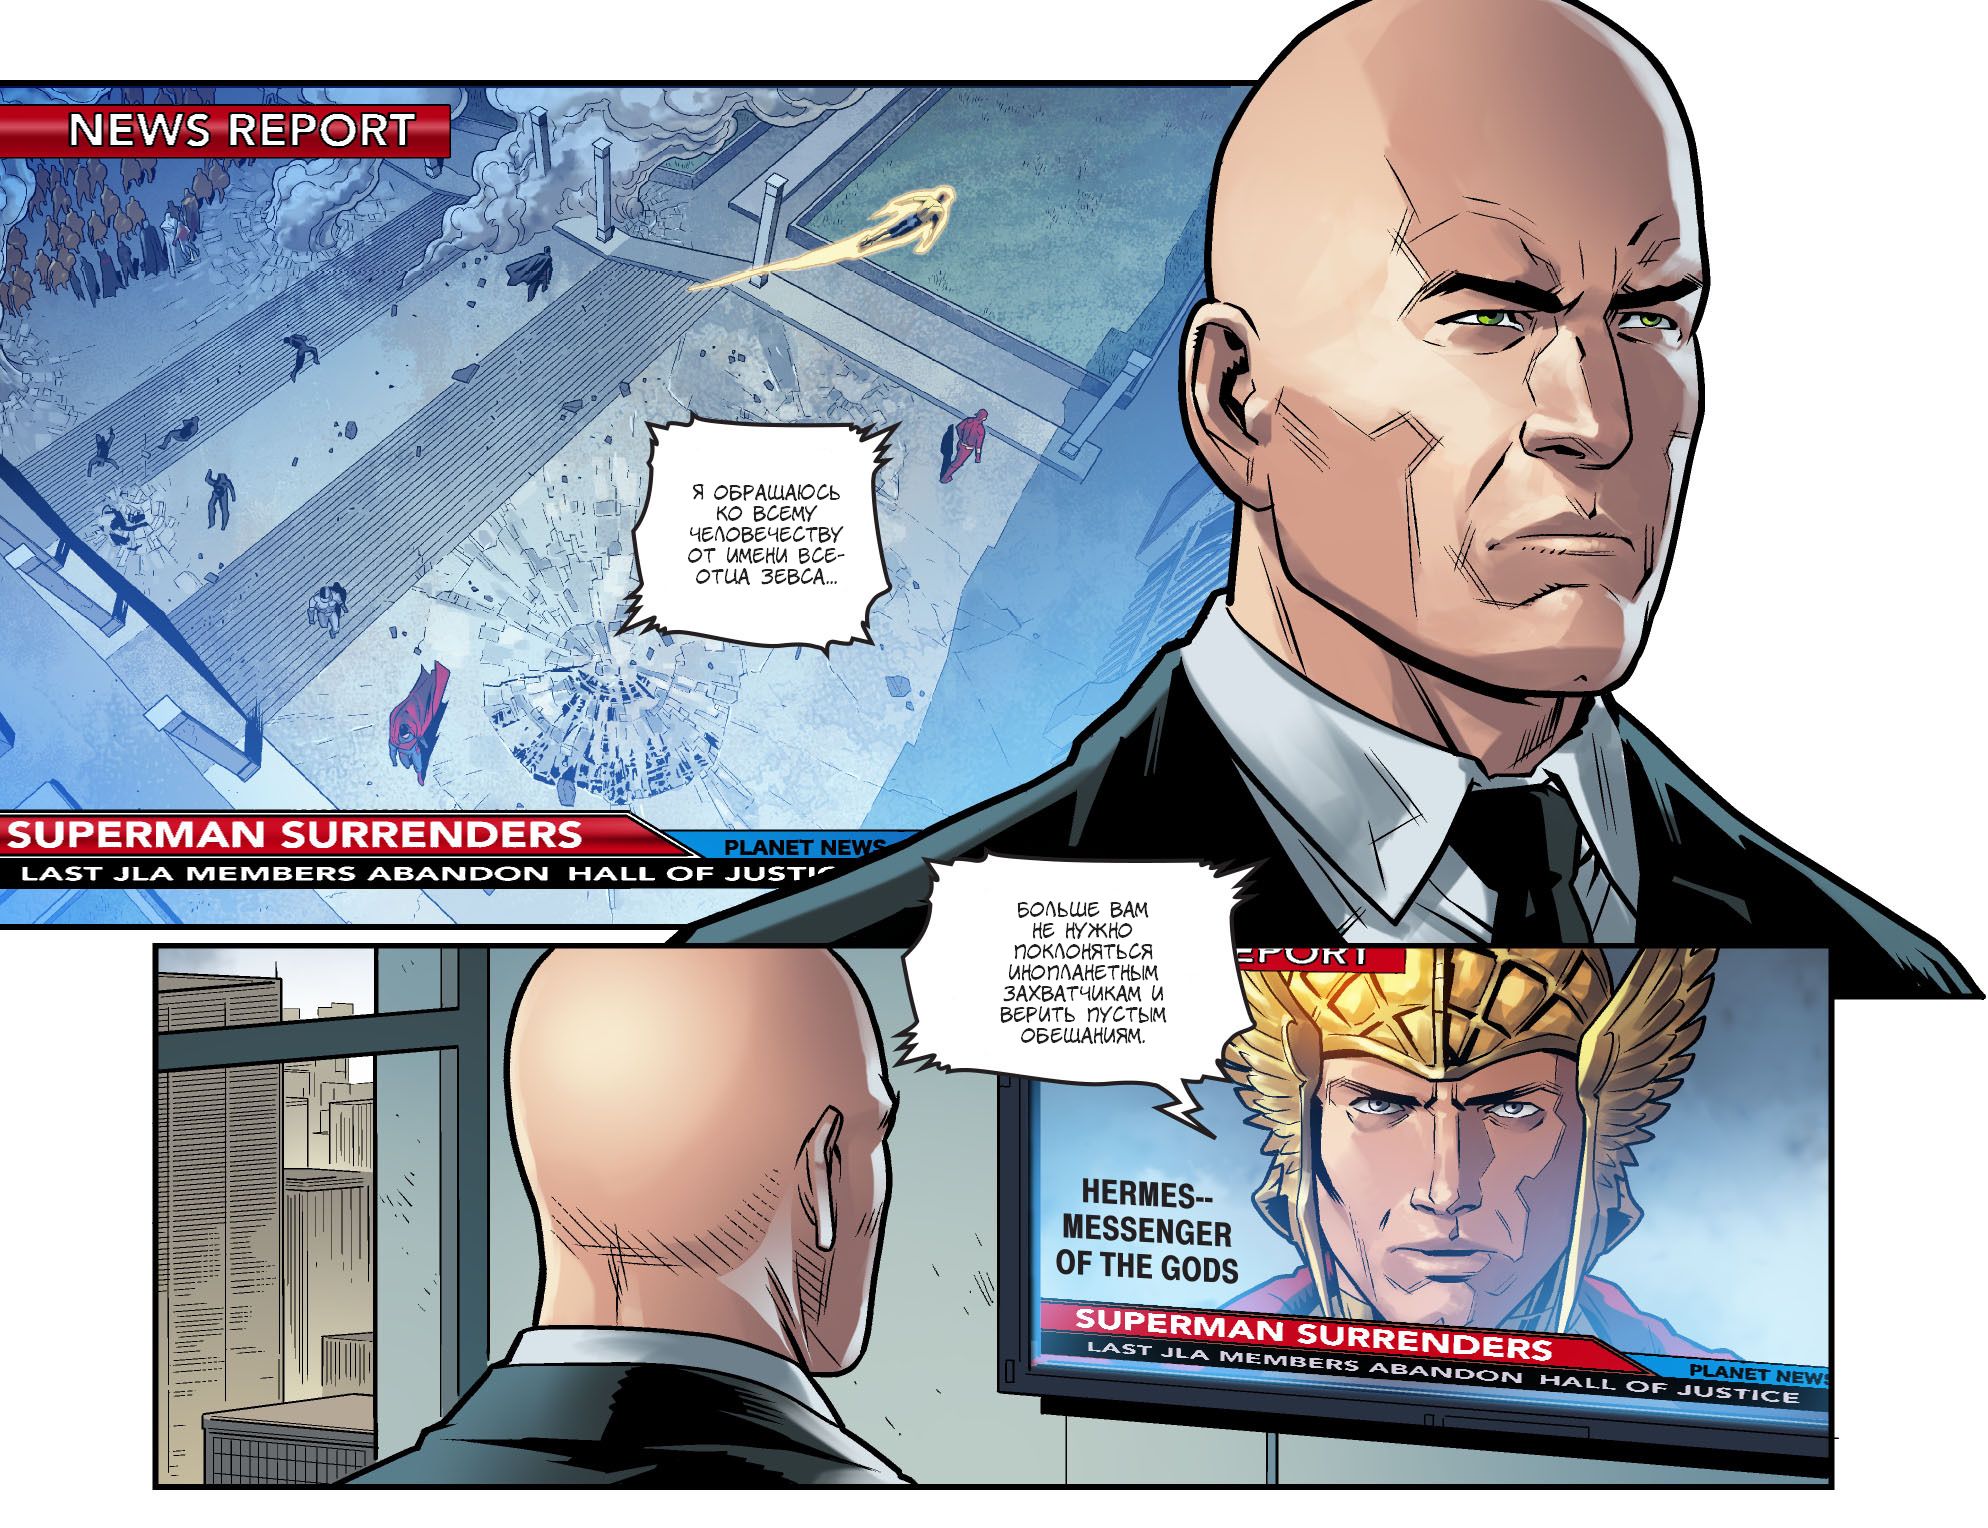 NEWS REPORT
Я ОБРАЩАЮСЬ
КО ВСЕМУ
ЧЕЛОВЕЧЕСТВУ
ОТ ИМЕНИ ВСЕ-
ОТЦА ЗЕВСА...
SUPERMAN SURRENDERS
PLANET NEWS
LAST JLA MEMBERS ABANDON HALL OF JUSTIC
БОЛЬШЕ ВАМ
НЕ НУЖНО
ПОКЛОНЯТЬСЯ
ИНОПЛАНЕТНЫМ
ЗАХВАТЧИКАМ И
ВЕРИТЬ ПУСТЫМ
ОБЕЩАНИЯМ.
EPORT
HERMES--
MESSENGER
OF THE GODS
SUPERMAN SURRENDERS
PLANET NEWS
LAST JLA MEMBERS ABANDON HALL OF JUSTICE